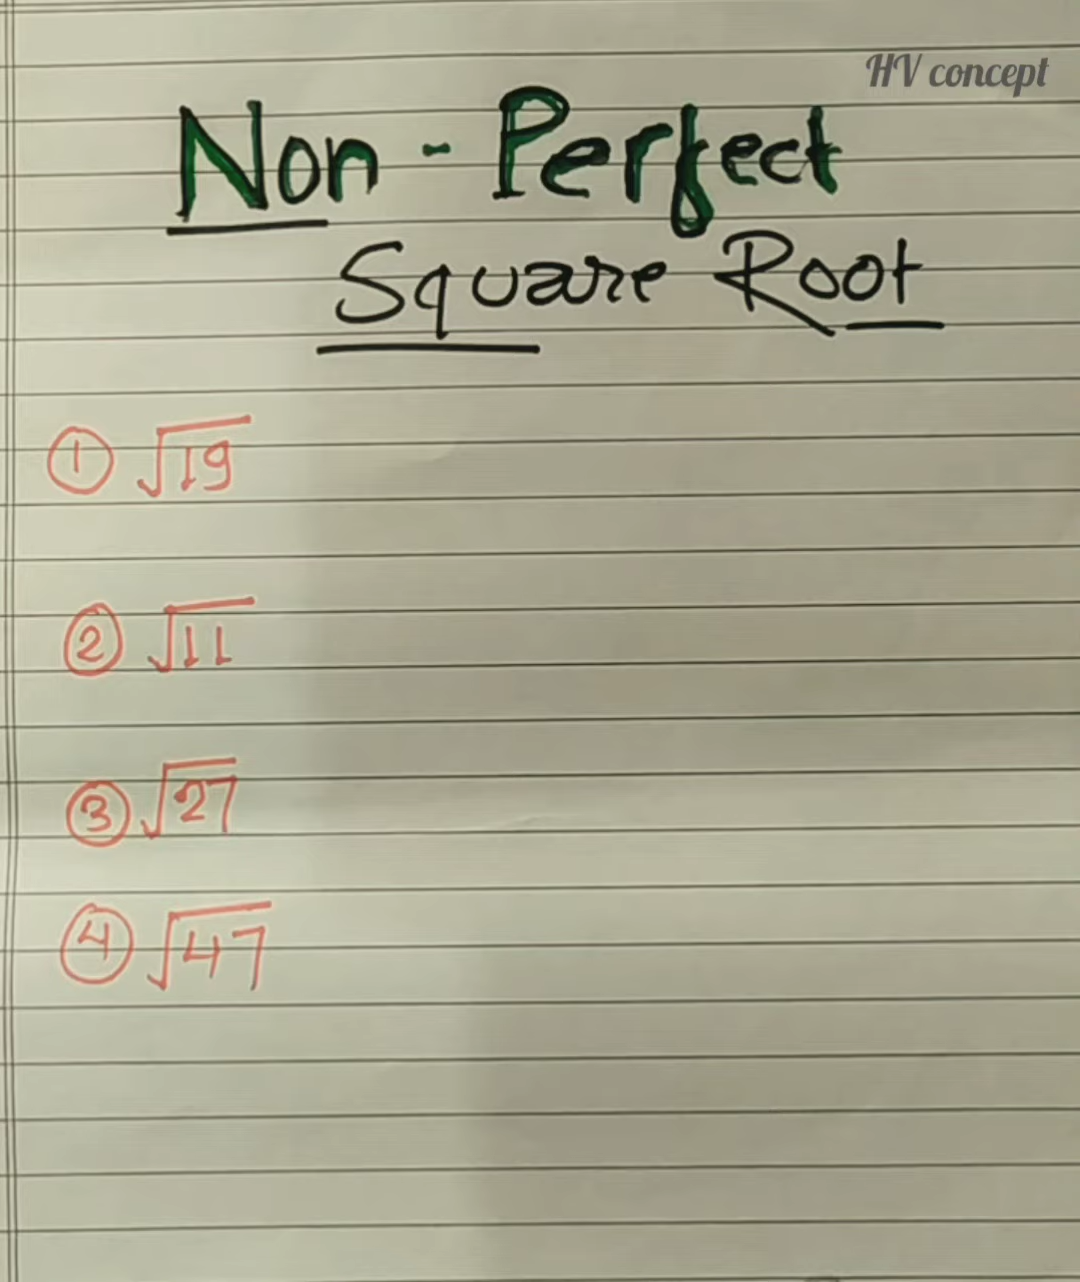 HV concept
Non - Perfect
Square Root
① √19
② √11
③ √27
④ √47